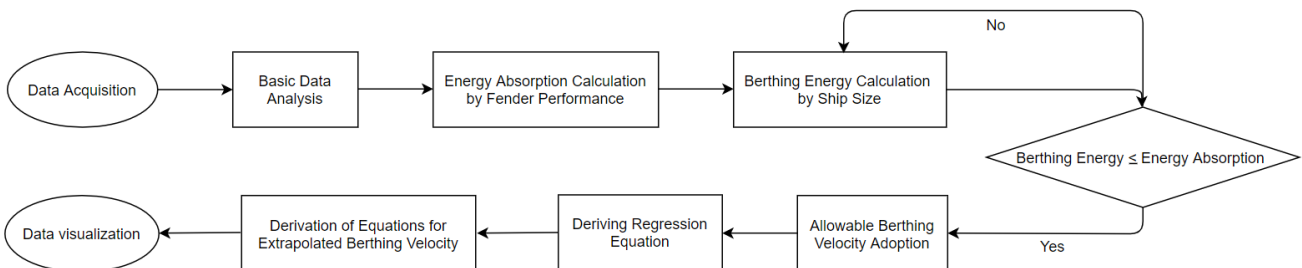 No
Data Acquisition
Basic Data
Analysis
Energy Absorption Calculation
by Fender Performance
Berthing Energy Calculation
by Ship Size
Berthing Energy ≤ Energy Absorption
Yes
Allowable Berthing
Velocity Adoption
Deriving Regression
Equation
Derivation of Equations for
Extrapolated Berthing Velocity
Data visualization